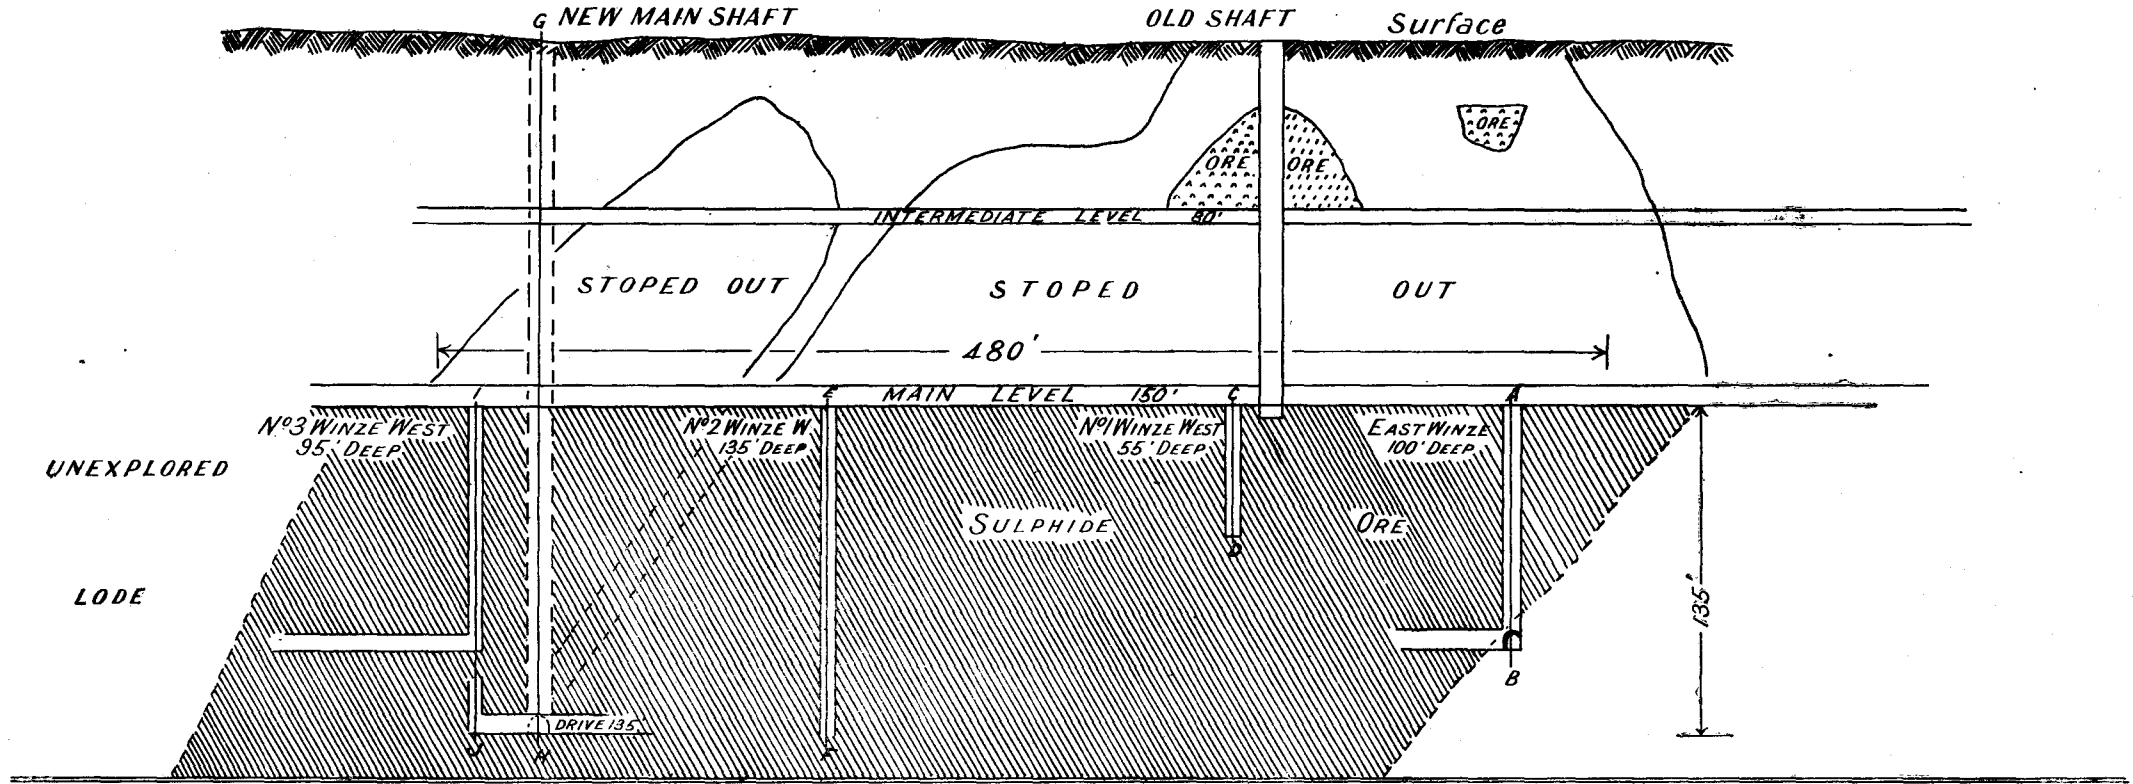 G NEW MAIN SHAFT
OLD SHAFT
Surface
ORE
ORE ORE
INTERMEDIATE LEVEL 80'
STOPED OUT
STOPED OUT
480'
I E MAIN LEVEL 150' C A
Nº3 WINZE WEST
95' DEEP
Nº2 WINZE W.
135' DEEP
Nº1 WINZE WEST
55' DEEP
EAST WINZE
100' DEEP
UNEXPLORED
SULPHIDE ORE
D
LODE
135'
B
DRIVE 135'
J H F